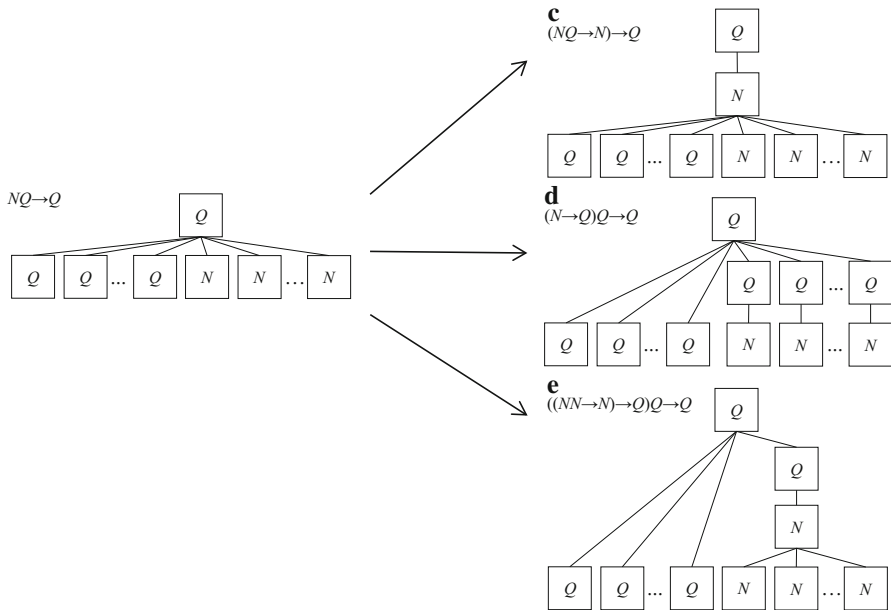 NQ→Q
Q
Q Q ... Q N N ... N
c
(NQ→N)→Q
Q
N
Q Q ... Q N N ... N
d
(N→Q)Q→Q
Q
Q Q ... Q
Q Q ... Q N N ... N
e
((NN→N)→Q)Q→Q
Q
Q
N
Q Q ... Q N N ... N